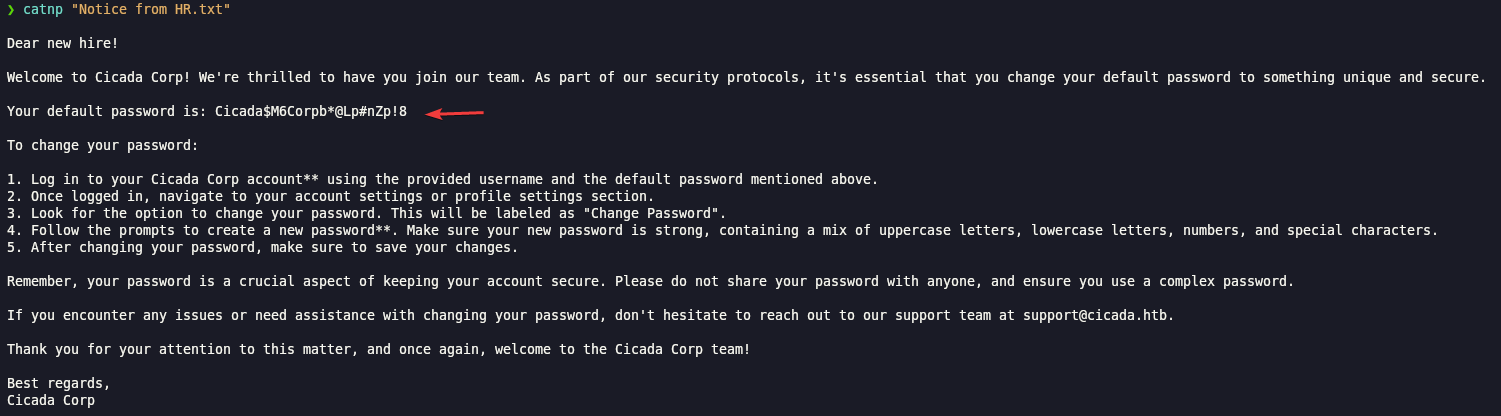 ❯ catnp "Notice from HR.txt"
Dear new hire!
Welcome to Cicada Corp! We're thrilled to have you join our team. As part of our security protocols, it's essential that you change your default password to something unique and secure.
Your default password is: Cicada$M6Corpb*@Lp#nZp!8
To change your password:
1. Log in to your Cicada Corp account** using the provided username and the default password mentioned above.
2. Once logged in, navigate to your account settings or profile settings section.
3. Look for the option to change your password. This will be labeled as "Change Password".
4. Follow the prompts to create a new password**. Make sure your new password is strong, containing a mix of uppercase letters, lowercase letters, numbers, and special characters.
5. After changing your password, make sure to save your changes.
Remember, your password is a crucial aspect of keeping your account secure. Please do not share your password with anyone, and ensure you use a complex password.
If you encounter any issues or need assistance with changing your password, don't hesitate to reach out to our support team at support@cicada.htb.
Thank you for your attention to this matter, and once again, welcome to the Cicada Corp team!
Best regards,
Cicada Corp